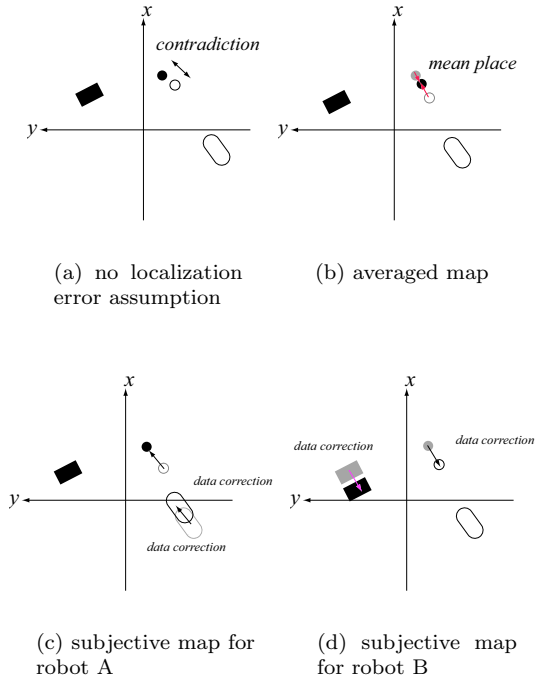 x
contradiction
y
(a) no localization
error assumption
x
mean place
y
(b) averaged map
x
data correction
y
data correction
(c) subjective map for
robot A
x
data correction
data correction
y
(d) subjective map
for robot B